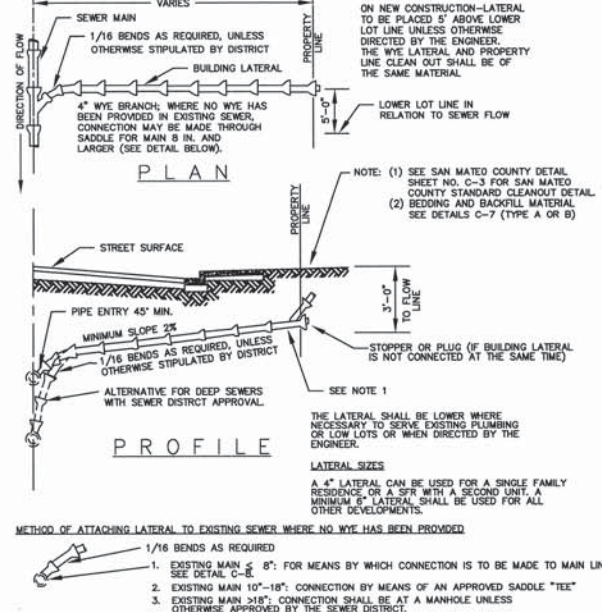 VARIES
SEWER MAIN
1/16 BENDS AS REQUIRED, UNLESS
OTHERWISE STIPULATED BY DISTRICT
BUILDING LATERAL
DIRECTION OF FLOW
PROPERTY
LINE
ON NEW CONSTRUCTION-LATERAL
TO BE PLACED 5' ABOVE LOWER
LOT LINE UNLESS OTHERWISE
DIRECTED BY THE ENGINEER.
THE WYE LATERAL AND PROPERTY
LINE CLEAN OUT SHALL BE OF
THE SAME MATERIAL
4" WYE BRANCH; WHERE NO WYE HAS
BEEN PROVIDED IN EXISTING SEWER,
CONNECTION MAY BE MADE THROUGH
SADDLE FOR MAIN 8 IN. AND
LARGER (SEE DETAIL BELOW).
5'-0"
LOWER LOT LINE IN
RELATION TO SEWER FLOW
PLAN
NOTE: (1) SEE SAN MATEO COUNTY DETAIL
SHEET NO. C-3 FOR SAN MATEO
COUNTY STANDARD CLEANOUT DETAIL
(2) BEDDING AND BACKFILL MATERIAL
SEE DETAILS C-7 (TYPE A OR B)
PROPERTY
LINE
STREET SURFACE
3'-0"
TO FLOW
LINE
PIPE ENTRY 45° MIN.
MINIMUM SLOPE 2%
1/16 BENDS AS REQUIRED, UNLESS
OTHERWISE STIPULATED BY DISTRICT
STOPPER OR PLUG (IF BUILDING LATERAL
IS NOT CONNECTED AT THE SAME TIME)
ALTERNATIVE FOR DEEP SEWERS
WITH SEWER DISTRCT APPROVAL.
SEE NOTE 1
PROFILE
THE LATERAL SHALL BE LOWER WHERE
NECESSARY TO SERVE EXISTING PLUMBING
OR LOW LOTS OR WHEN DIRECTED BY THE
ENGINEER.
LATERAL SIZES
A 4" LATERAL CAN BE USED FOR A SINGLE FAMILY
RESIDENCE OR A SFR WITH A SECOND UNIT. A
MINIMUM 6" LATERAL SHALL BE USED FOR ALL
OTHER DEVELOPMENTS.
METHOD OF ATTACHING LATERAL TO EXISTING SEWER WHERE NO WYE HAS BEEN PROVIDED
1/16 BENDS AS REQUIRED
1. EXISTING MAIN ≤ 8": FOR MEANS BY WHICH CONNECTION IS TO BE MADE TO MAIN LIN
SEE DETAIL C-8.
2. EXISTING MAIN 10"-18": CONNECTION BY MEANS OF AN APPROVED SADDLE "TEE"
3. EXISTING MAIN >18": CONNECTION SHALL BE AT A MANHOLE UNLESS
OTHERWISE APPROVED BY THE SEWER DISTRICT.